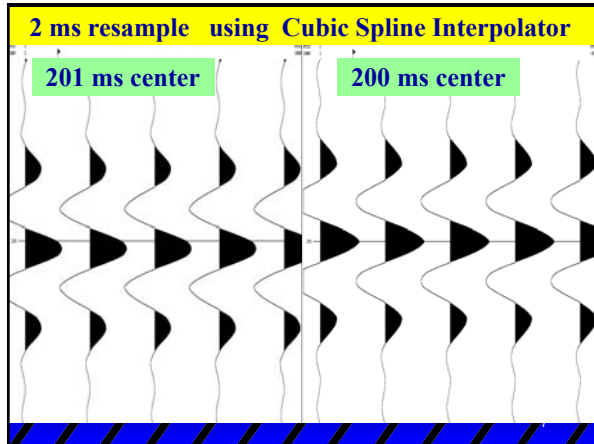 2 ms resample using Cubic Spline Interpolator
201 ms center
200 ms center